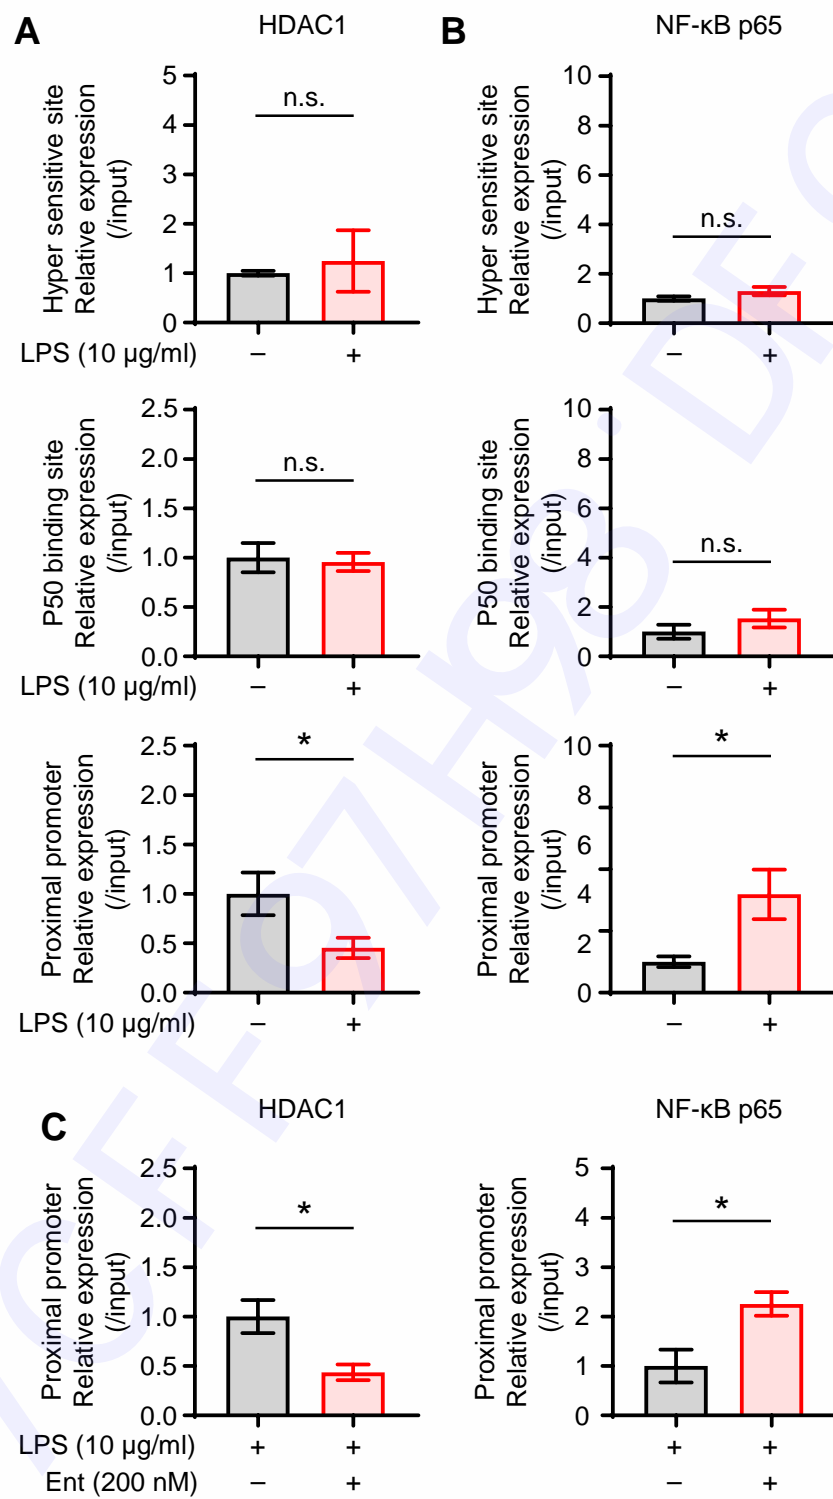 A
HDAC1
Hyper sensitive site
Relative expression
(/input)
5
4
3
2
1
0
n.s.
LPS (10 µg/ml)
– +
B
NF-κB p65
Hyper sensitive site
Relative expression
(/input)
10
8
6
4
2
0
n.s.
– +
P50 binding site
Relative expression
(/input)
2.5
2.0
1.5
1.0
0.5
0.0
n.s.
LPS (10 µg/ml)
– +
P50 binding site
Relative expression
(/input)
10
8
6
4
2
0
n.s.
– +
Proximal promoter
Relative expression
(/input)
2.5
2.0
1.5
1.0
0.5
0.0
*
LPS (10 µg/ml)
– +
Proximal promoter
Relative expression
(/input)
10
8
6
4
2
0
*
– +
C
HDAC1
Proximal promoter
Relative expression
(/input)
2.5
2.0
1.5
1.0
0.5
0.0
*
LPS (10 µg/ml)
+ +
Ent (200 nM)
– +
NF-κB p65
Proximal promoter
Relative expression
(/input)
5
4
3
2
1
0
*
+ +
– +